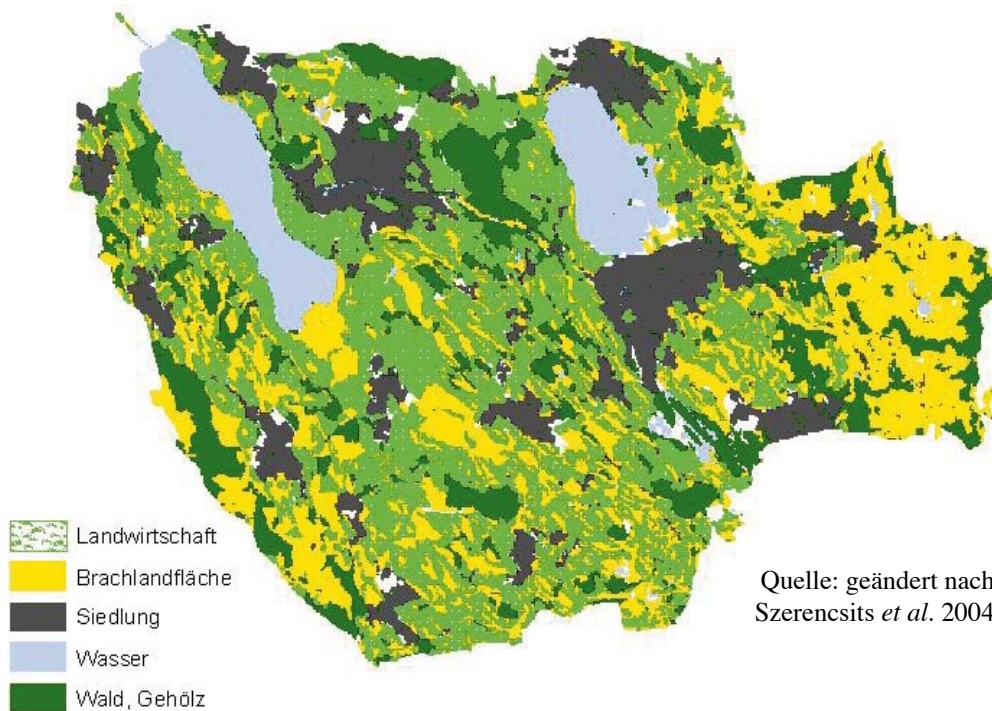 Landwirtschaft
Brachlandfläche
Siedlung
Wasser
Wald, Gehölz
Quelle: geändert nach
Szerencsits et al. 2004